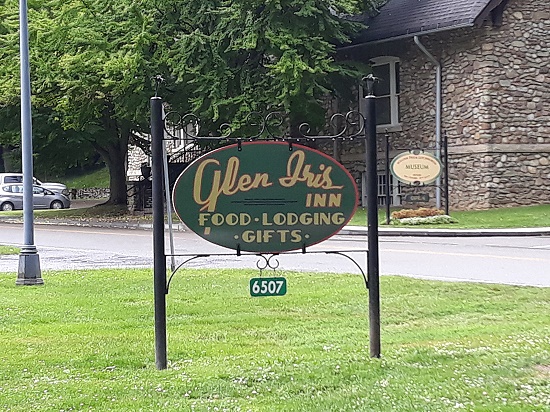 Glen Iris
INN
FOOD · LODGING
· GIFTS ·
6507
MUSEUM